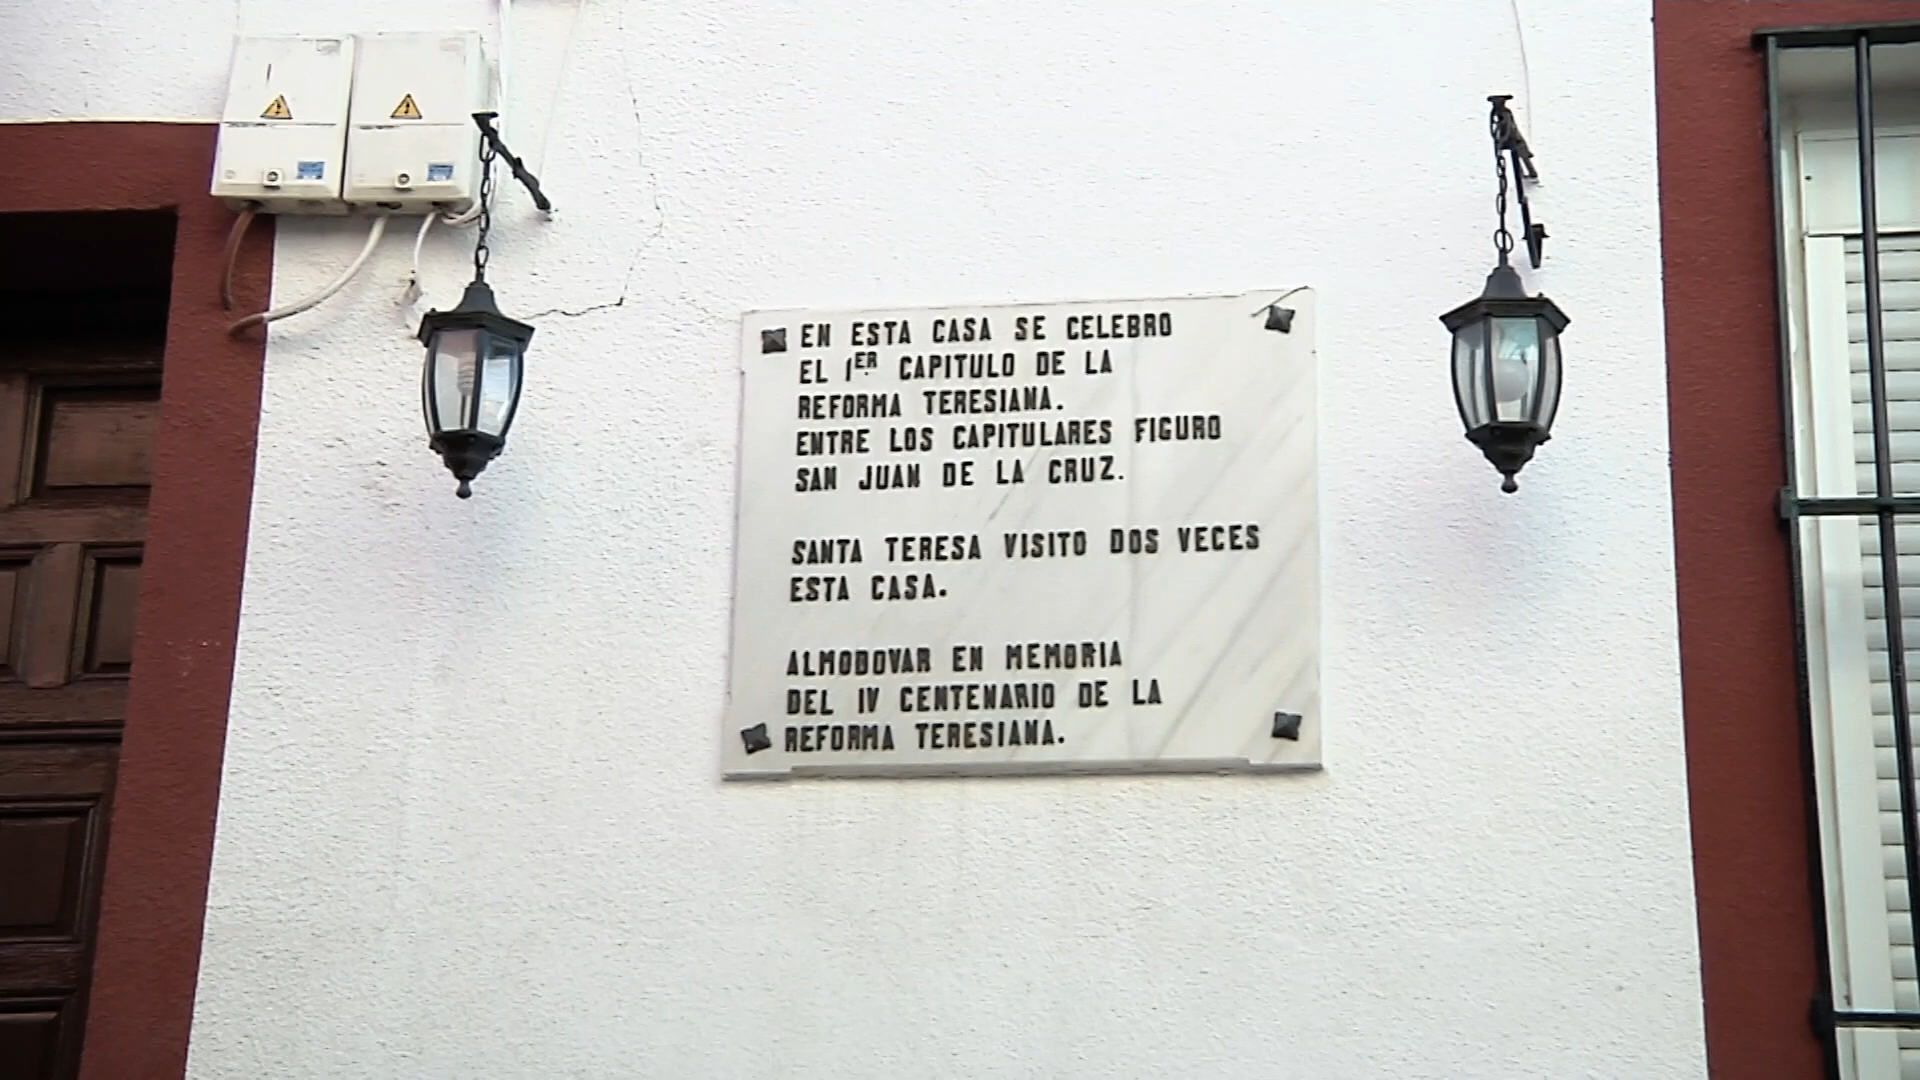 EN ESTA CASA SE CELEBRO
EL 1ER CAPITULO DE LA
REFORMA TERESIANA.
ENTRE LOS CAPITULARES FIGURO
SAN JUAN DE LA CRUZ.
SANTA TERESA VISITO DOS VECES
ESTA CASA.
ALMODOVAR EN MEMORIA
DEL IV CENTENARIO DE LA
REFORMA TERESIANA.